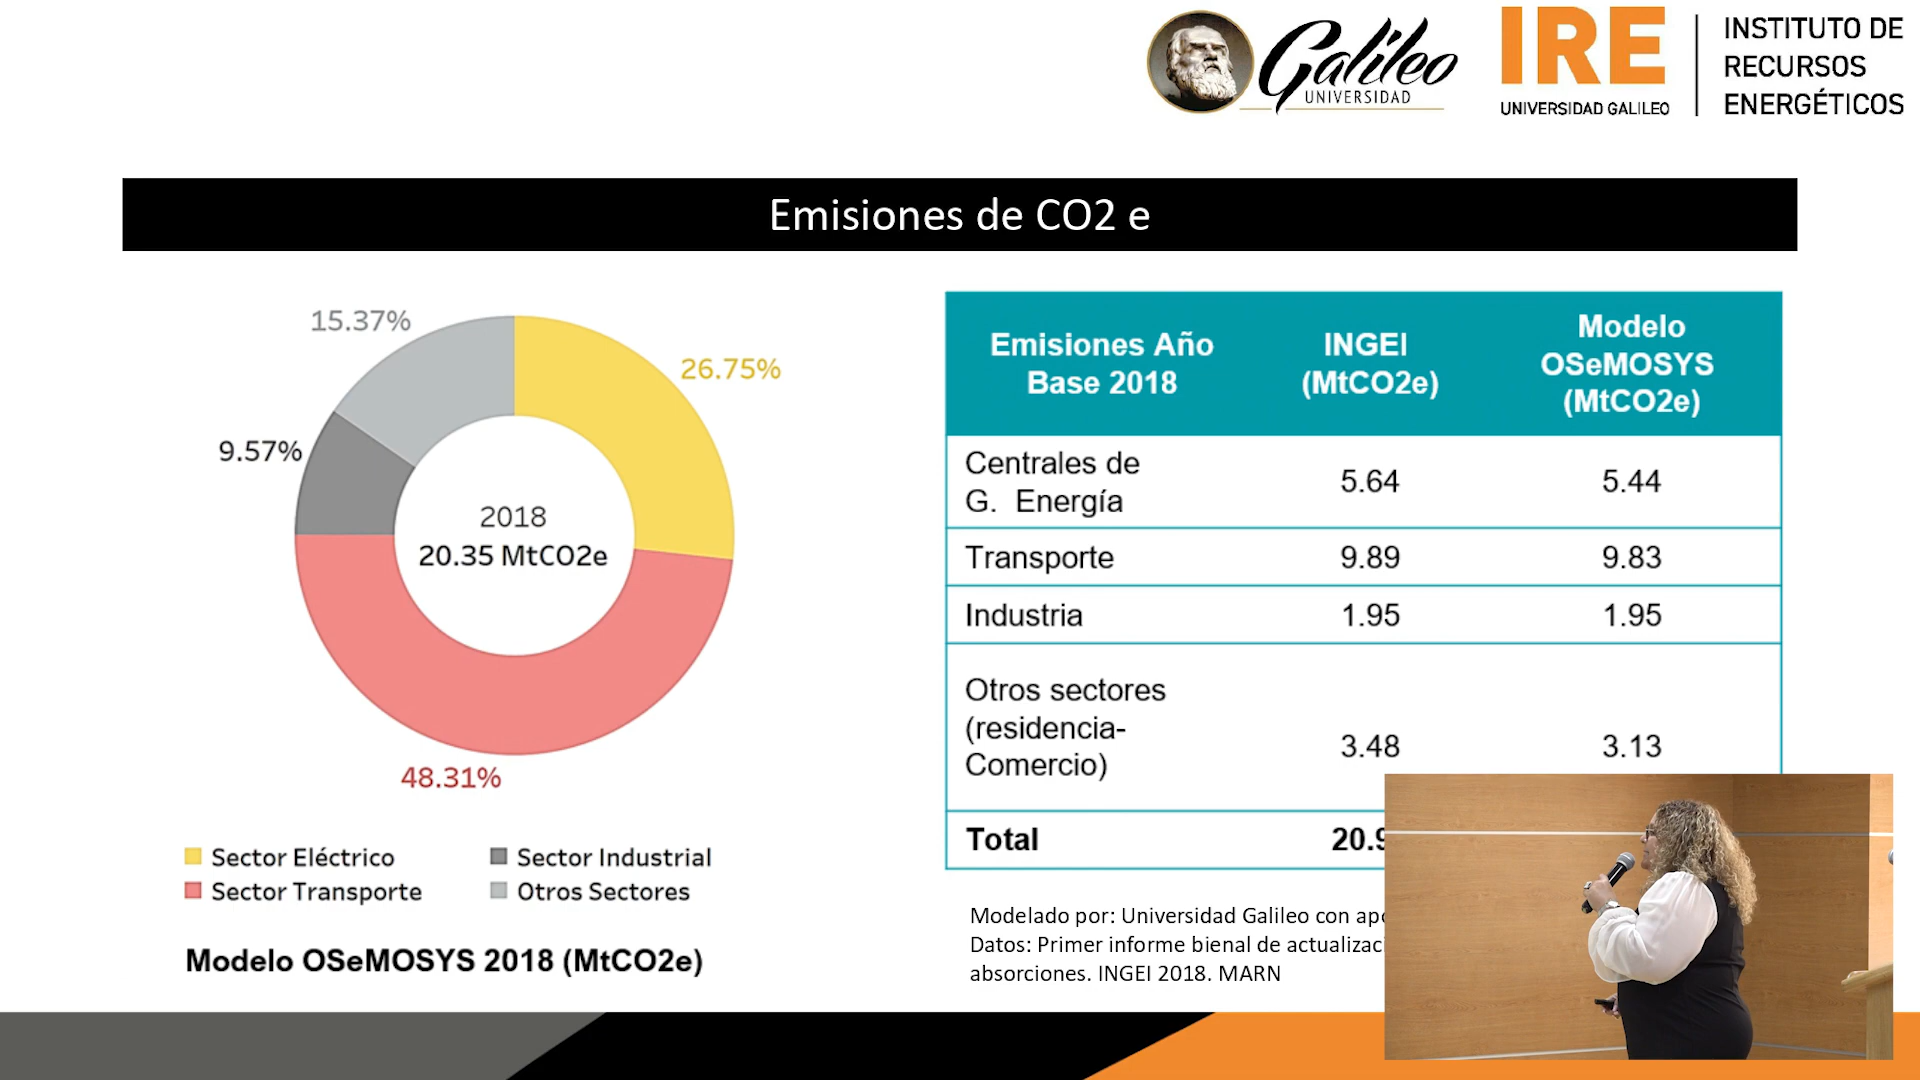 Galileo
UNIVERSIDAD
IRE
UNIVERSIDAD GALILEO
INSTITUTO DE
RECURSOS
ENERGÉTICOS
Emisiones de CO2 e
15.37%
26.75%
9.57%
2018
20.35 MtCO2e
48.31%
Sector Eléctrico
Sector Industrial
Sector Transporte
Otros Sectores
Modelo OSeMOSYS 2018 (MtCO2e)
Emisiones Año
Base 2018
INGEI
(MtCO2e)
Modelo
OSeMOSYS
(MtCO2e)
Centrales de
G. Energía
5.64
5.44
Transporte
9.89
9.83
Industria
1.95
1.95
Otros sectores
(residencia-
Comercio)
3.48
3.13
Total
20.9
Modelado por: Universidad Galileo con
Datos: Primer informe bienal de
absorciones. INGEI 2018. MARN